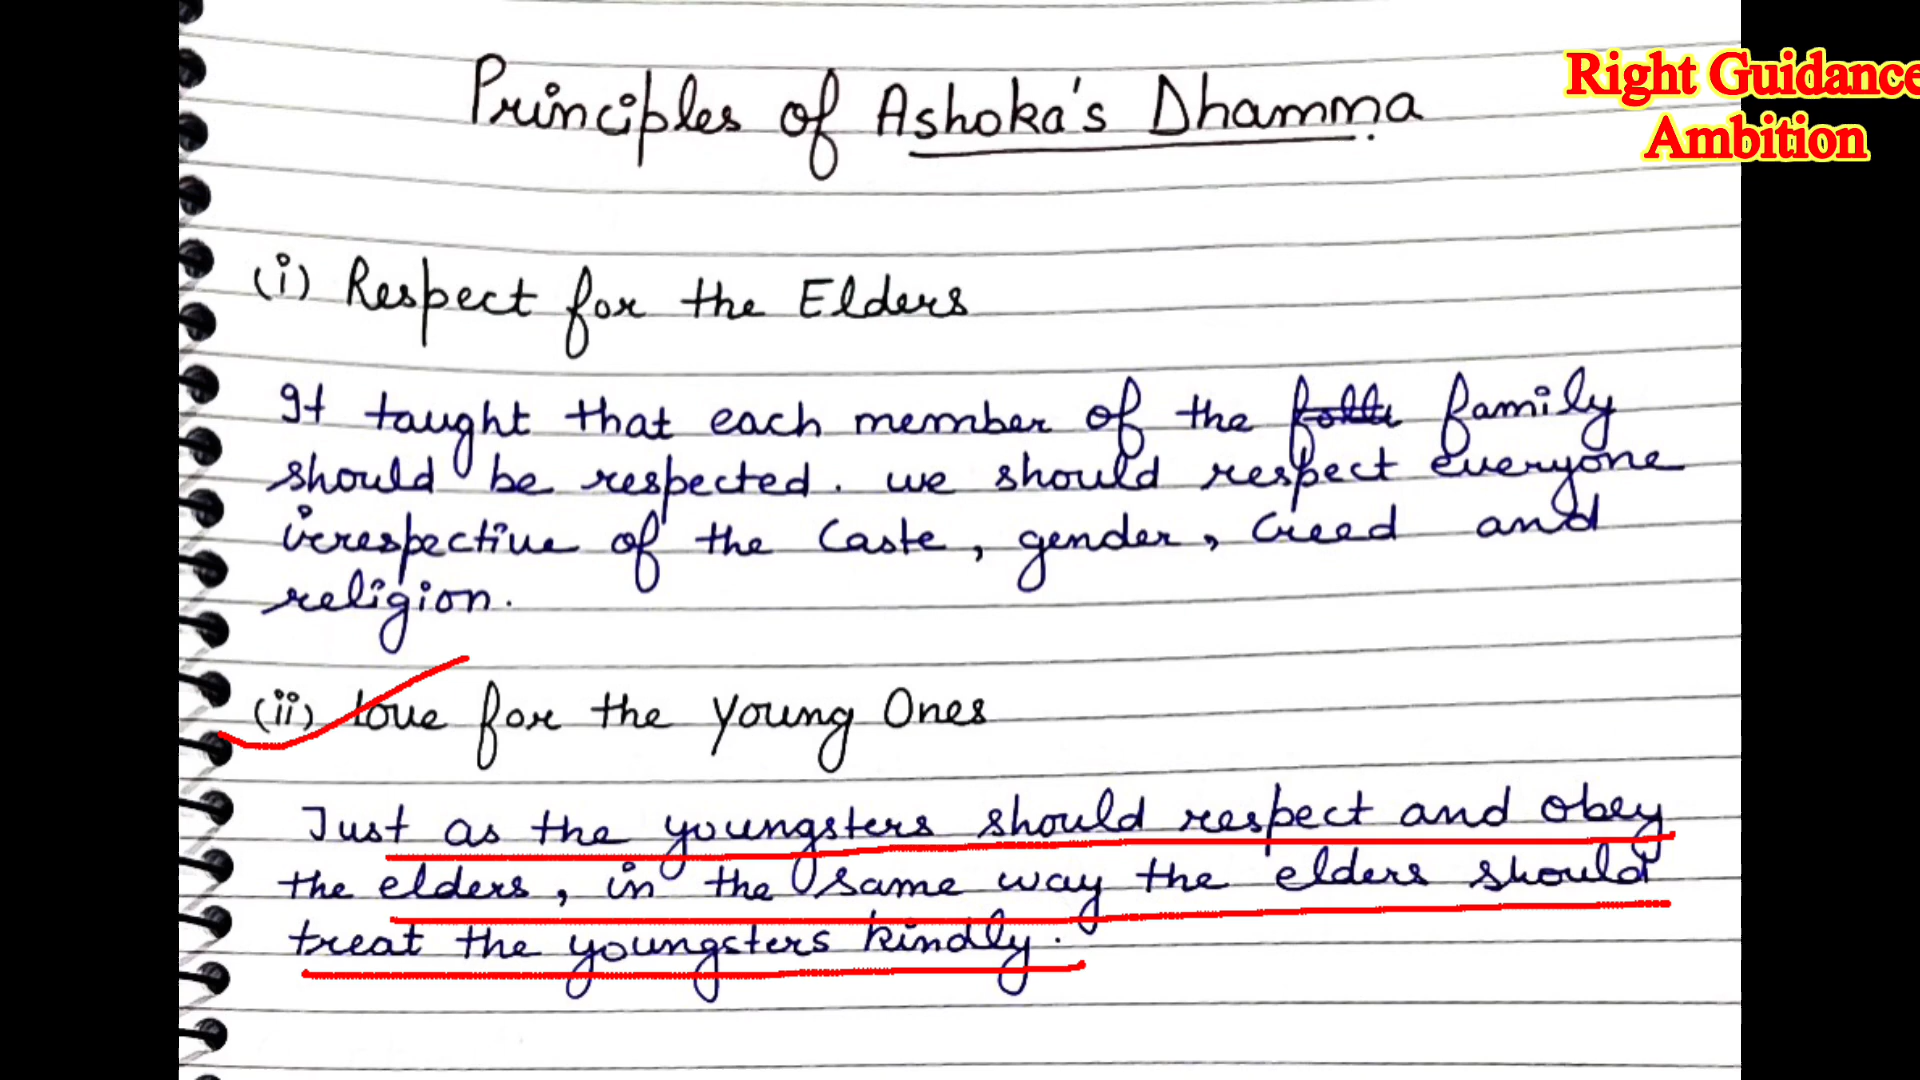 Principles of Ashoka's Dhamma
Right Guidance
Ambition
(i) Respect for the Elders
It taught that each member of the family
should be respected. we should respect everyone
irrespective of the Caste, gender, Creed and
religion.
(ii) Love for the Young Ones
Just as the youngsters should respect and obey
the elders, in the same way the elders should
treat the youngsters kindly.